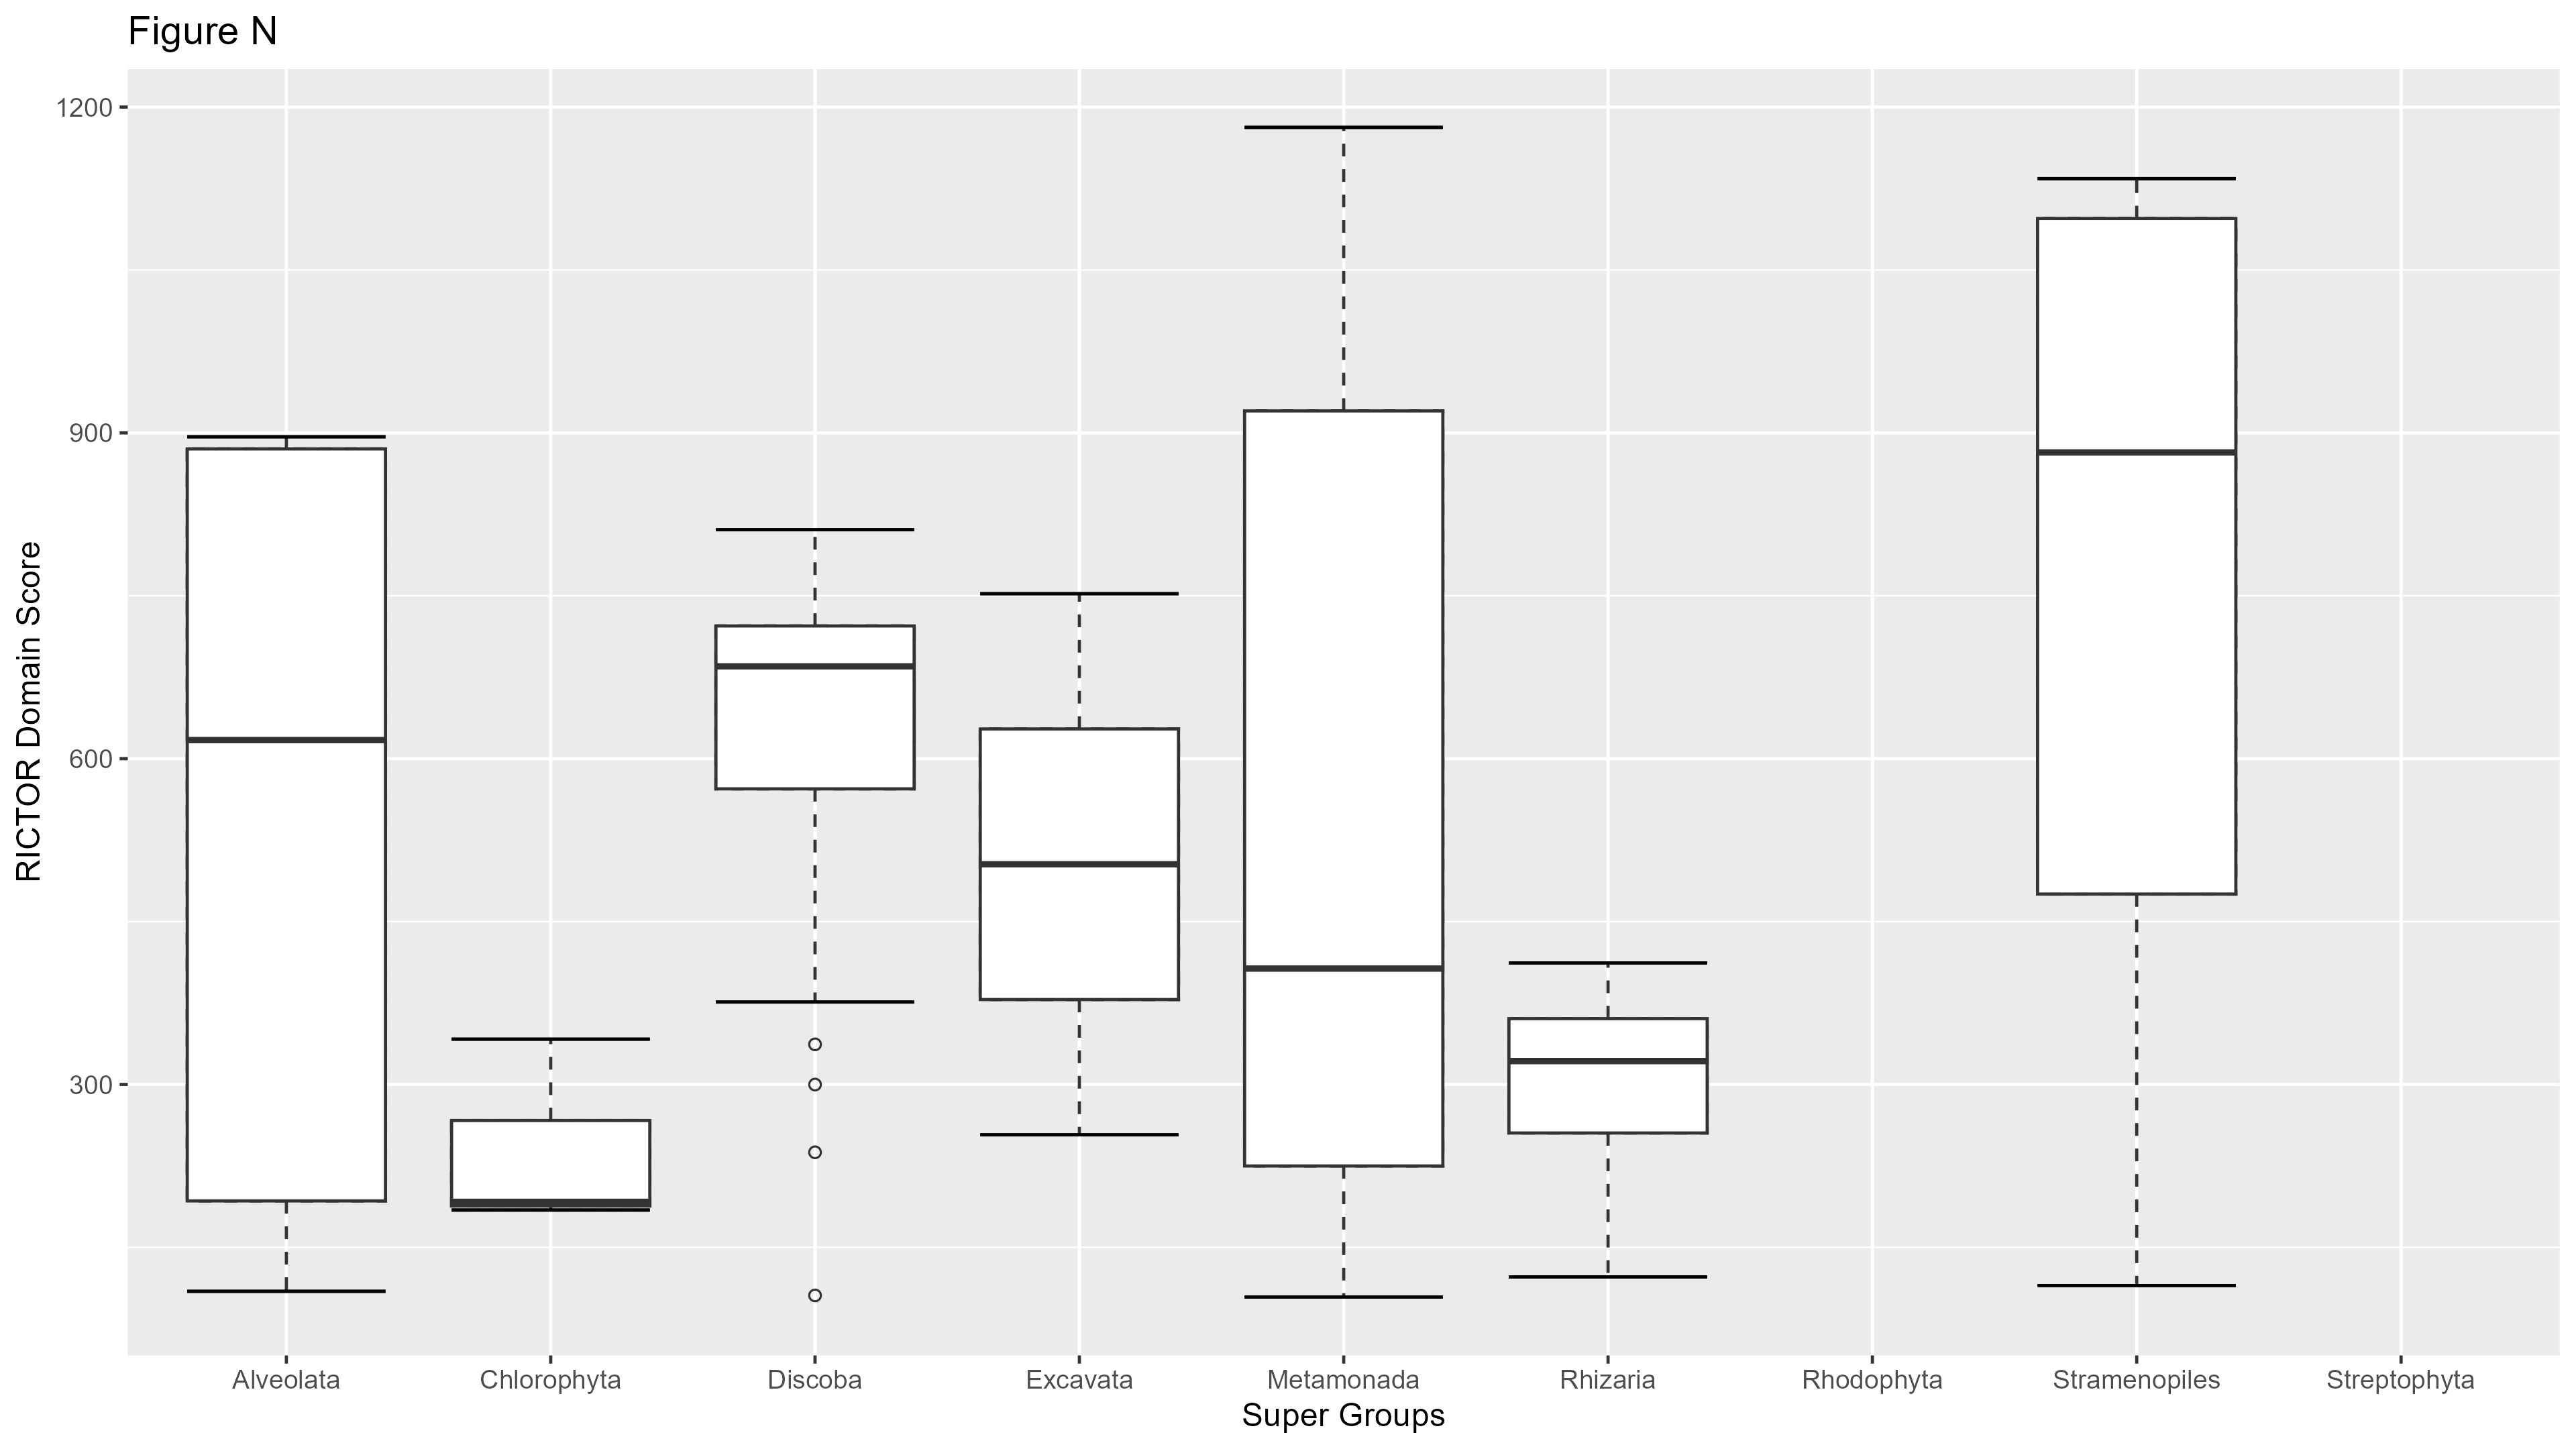 Figure N
RICTOR Domain Score
1200
900
600
300
Alveolata Chlorophyta Discoba Excavata Metamonada Rhizaria Rhodophyta Stramenopiles Streptophyta
Super Groups